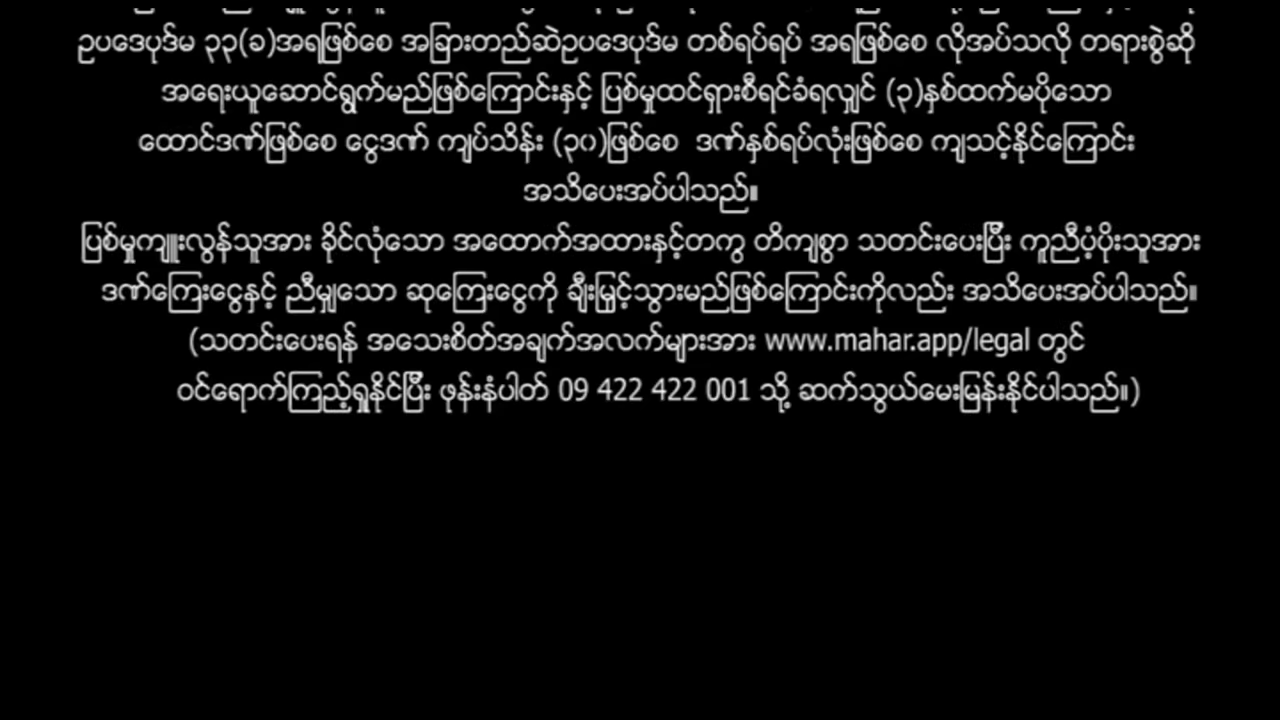 ဥပဒေပုဒ်မ ၃၃(ခ)အရဖြစ်စေ အခြားတည်ဆဲဥပဒေပုဒ်မ တစ်ရပ်ရပ် အရဖြစ်စေ လိုအပ်သလို တရားစွဲဆို
အရေးယူဆောင်ရွက်မည်ဖြစ်ကြောင်းနှင့် ပြစ်မှုထင်ရှားစီရင်ခံရလျှင် (၃)နှစ်ထက်မပိုသော
ထောင်ဒဏ်ဖြစ်စေ ငွေဒဏ် ကျပ်သိန်း (၃၀)ဖြစ်စေ ဒဏ်နှစ်ရပ်လုံးဖြစ်စေ ကျသင့်နိုင်ကြောင်း
အသိပေးအပ်ပါသည်။
ပြစ်မှုကျူးလွန်သူအား ခိုင်လုံသော အထောက်အထားနှင့်တကွ တိကျစွာ သတင်းပေးပြီး ကူညီပံ့ပိုးသူအား
ဒဏ်ကြေးငွေနှင့် ညီမျှသော ဆုကြေးငွေကို ချီးမြှင့်သွားမည်ဖြစ်ကြောင်းကိုလည်း အသိပေးအပ်ပါသည်။
(သတင်းပေးရန် အသေးစိတ်အချက်အလက်များအား www.mahar.app/legal တွင်
ဝင်ရောက်ကြည့်ရှုနိုင်ပြီး ဖုန်းနံပါတ် 09 422 422 001 သို့ ဆက်သွယ်မေးမြန်းနိုင်ပါသည်။)